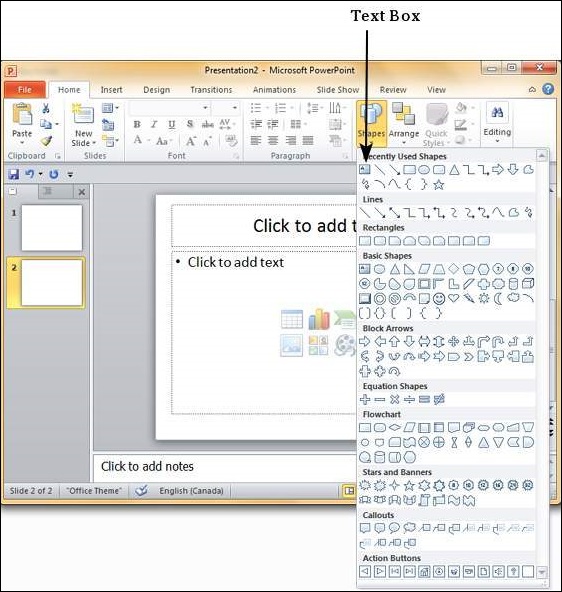 Text Box
Presentation2 - Microsoft PowerPoint
File Home Insert Design Transitions Animations Slide Show Review View
Paste New Slide Shapes Arrange Quick Styles Editing
B I U S abc AV
Aa A A A
Clipboard Slides Font Paragraph
Recently Used Shapes
Lines
Rectangles
Basic Shapes
Block Arrows
Equation Shapes
Flowchart
Stars and Banners
Callouts
Action Buttons
1
2
Click to add t
• Click to add text
Click to add notes
Slide 2 of 2 "Office Theme" English (Canada)